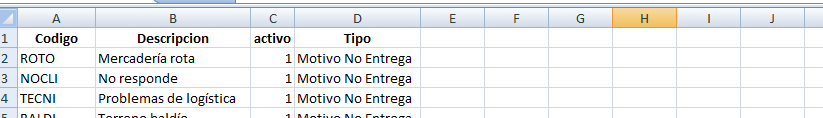 A B C D E F G H I J
1 Codigo Descripcion activo Tipo
2 ROTO Mercadería rota 1 Motivo No Entrega
3 NOCLI No responde 1 Motivo No Entrega
4 TECNI Problemas de logística 1 Motivo No Entrega
5 BALDI Terreno baldío 1 Motivo No Entrega